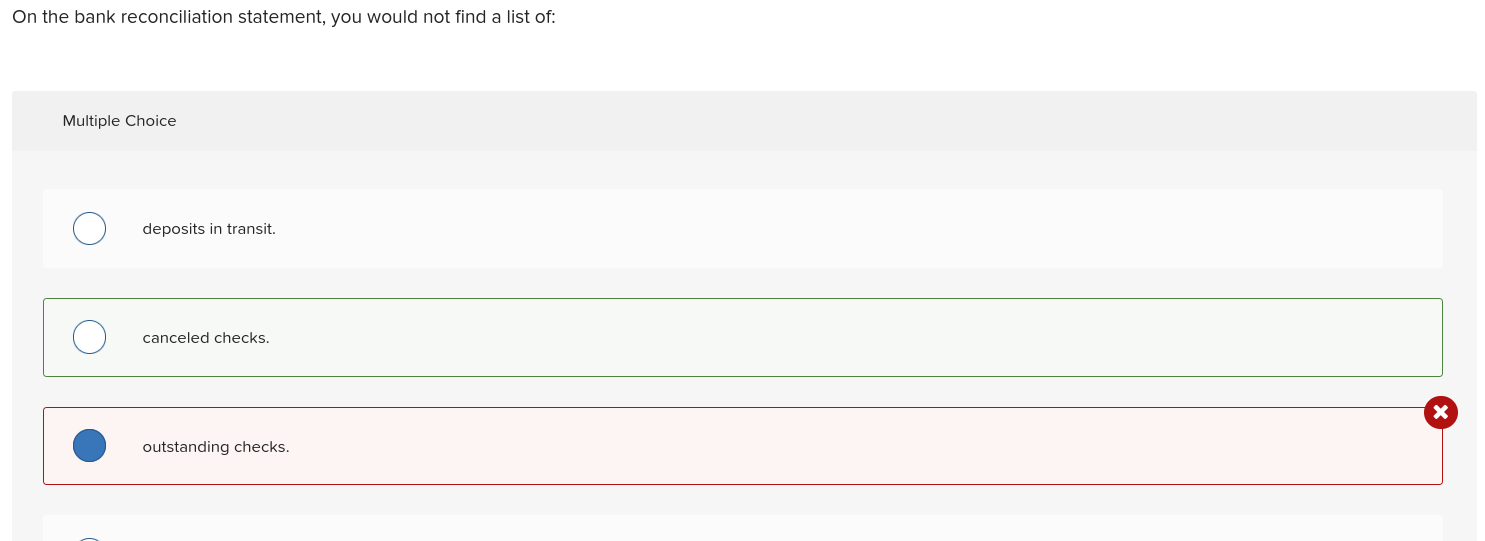 On the bank reconciliation statement, you would not find a list of:
Multiple Choice
deposits in transit.
canceled checks.
outstanding checks.